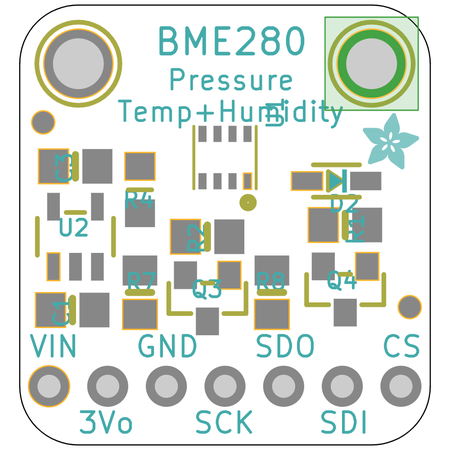 BME280
Pressure
Temp+Humidity
U1
C3
R4
D2
U2
R2
R1
R7
Q3
R8
Q4
C1
VIN GND SDO CS
3Vo SCK SDI